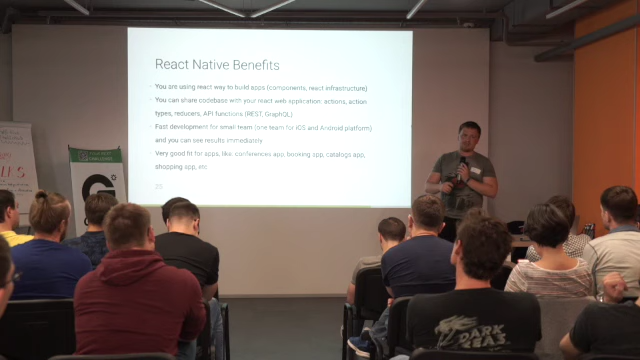 React Native Benefits
· You are using react way to build apps (components, react infrastructure)
· You can share codebase with your react web application: actions, action
types, reducers, API functions (REST, GraphQL)
· Fast development for small team (one team for iOS and Android platform)
and you can see results immediately
· Very good fit for apps, like: conferences app, booking app, catalogs app,
shopping app, etc
G
DARK
SEAS